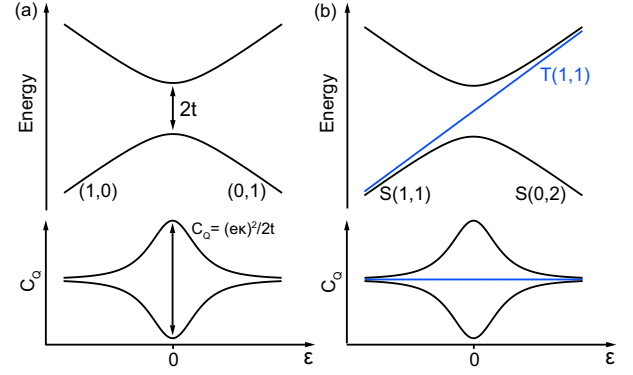 (a)
Energy
2t
(1,0)
(0,1)
C_Q
C_Q = (eκ)²/2t
0
ε
(b)
Energy
T(1,1)
S(1,1)
S(0,2)
C_Q
0
ε